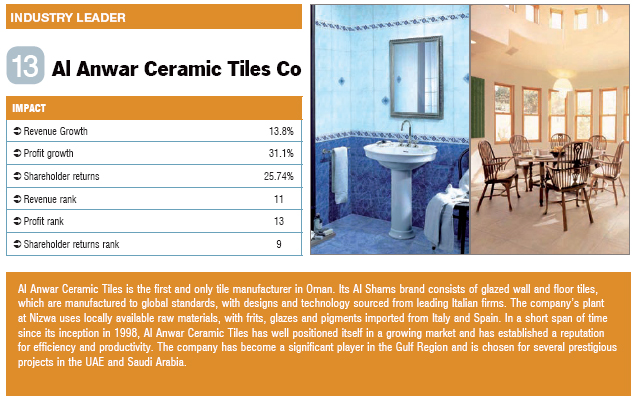 INDUSTRY LEADER
13 Al Anwar Ceramic Tiles Co
IMPACT
➲ Revenue Growth 13.8%
➲ Profit growth 31.1%
➲ Shareholder returns 25.74%
➲ Revenue rank 11
➲ Profit rank 13
➲ Shareholder returns rank 9
Al Anwar Ceramic Tiles is the first and only tile manufacturer in Oman. Its Al Shams brand consists of glazed wall and floor tiles,
which are manufactured to global standards, with designs and technology sourced from leading Italian firms. The company's plant
at Nizwa uses locally available raw materials, with frits, glazes and pigments imported from Italy and Spain. In a short span of time
since its inception in 1998, Al Anwar Ceramic Tiles has well positioned itself in a growing market and has established a reputation
for efficiency and productivity. The company has become a significant player in the Gulf Region and is chosen for several prestigious
projects in the UAE and Saudi Arabia.